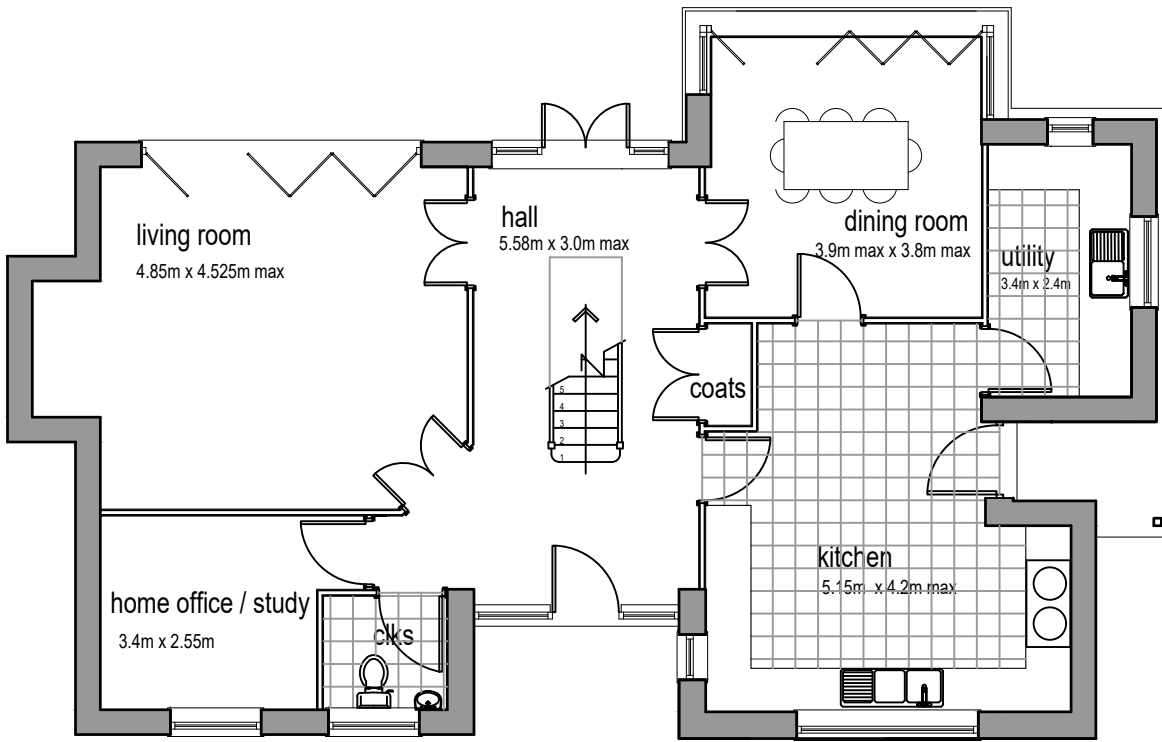 living room
4.85m x 4.525m max
hall
5.58m x 3.0m max
dining room
3.9m max x 3.8m max
utility
3.4m x 2.4m
coats
5
4
3
2
1
kitchen
5.15m x 4.2m max
home office / study
3.4m x 2.55m
clks